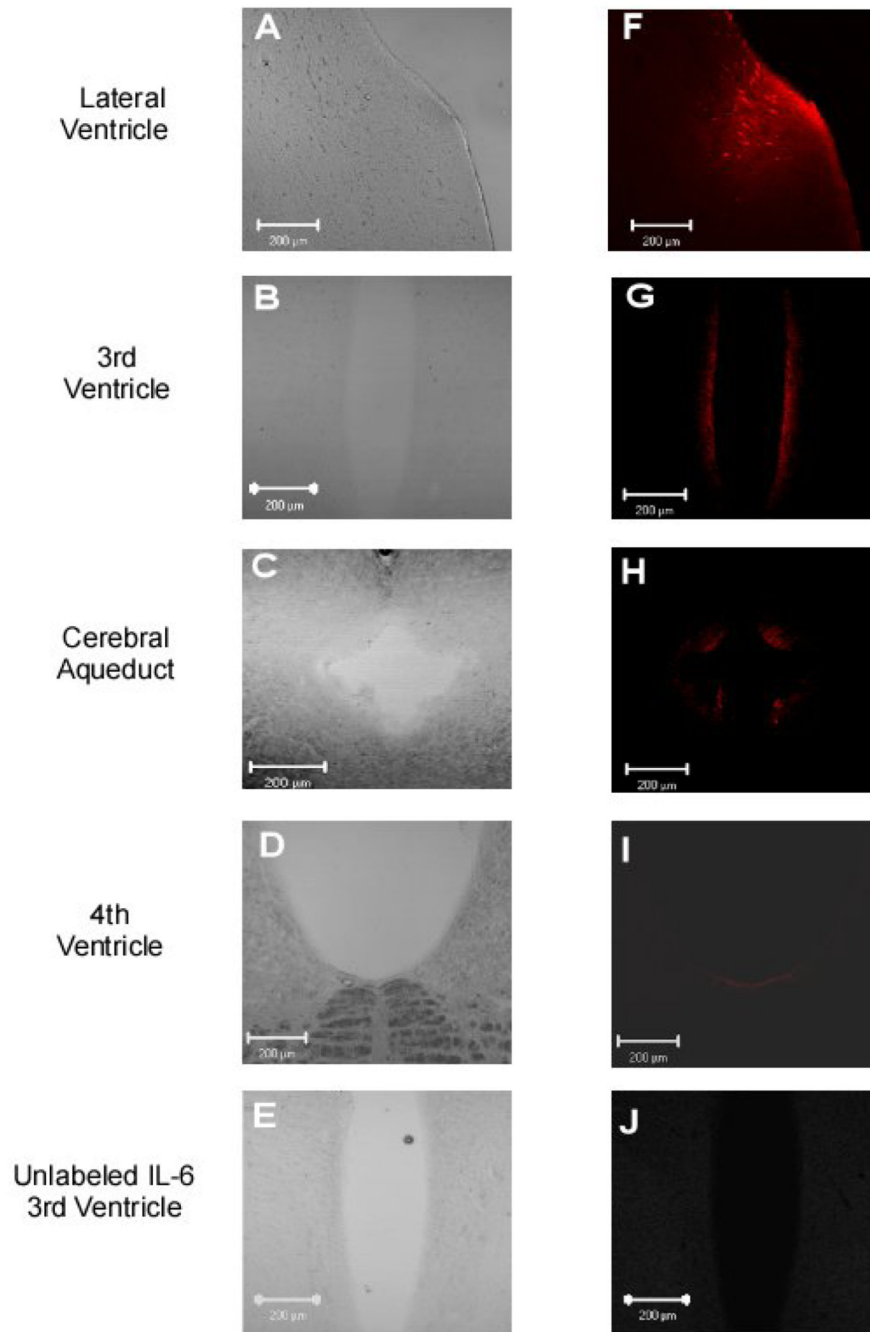 Lateral
Ventricle
A
200 µm
F
200 µm
3rd
Ventricle
B
200 µm
G
200 µm
Cerebral
Aqueduct
C
200 µm
H
200 µm
4th
Ventricle
D
200 µm
I
200 µm
Unlabeled IL-6
3rd Ventricle
E
200 µm
J
200 µm